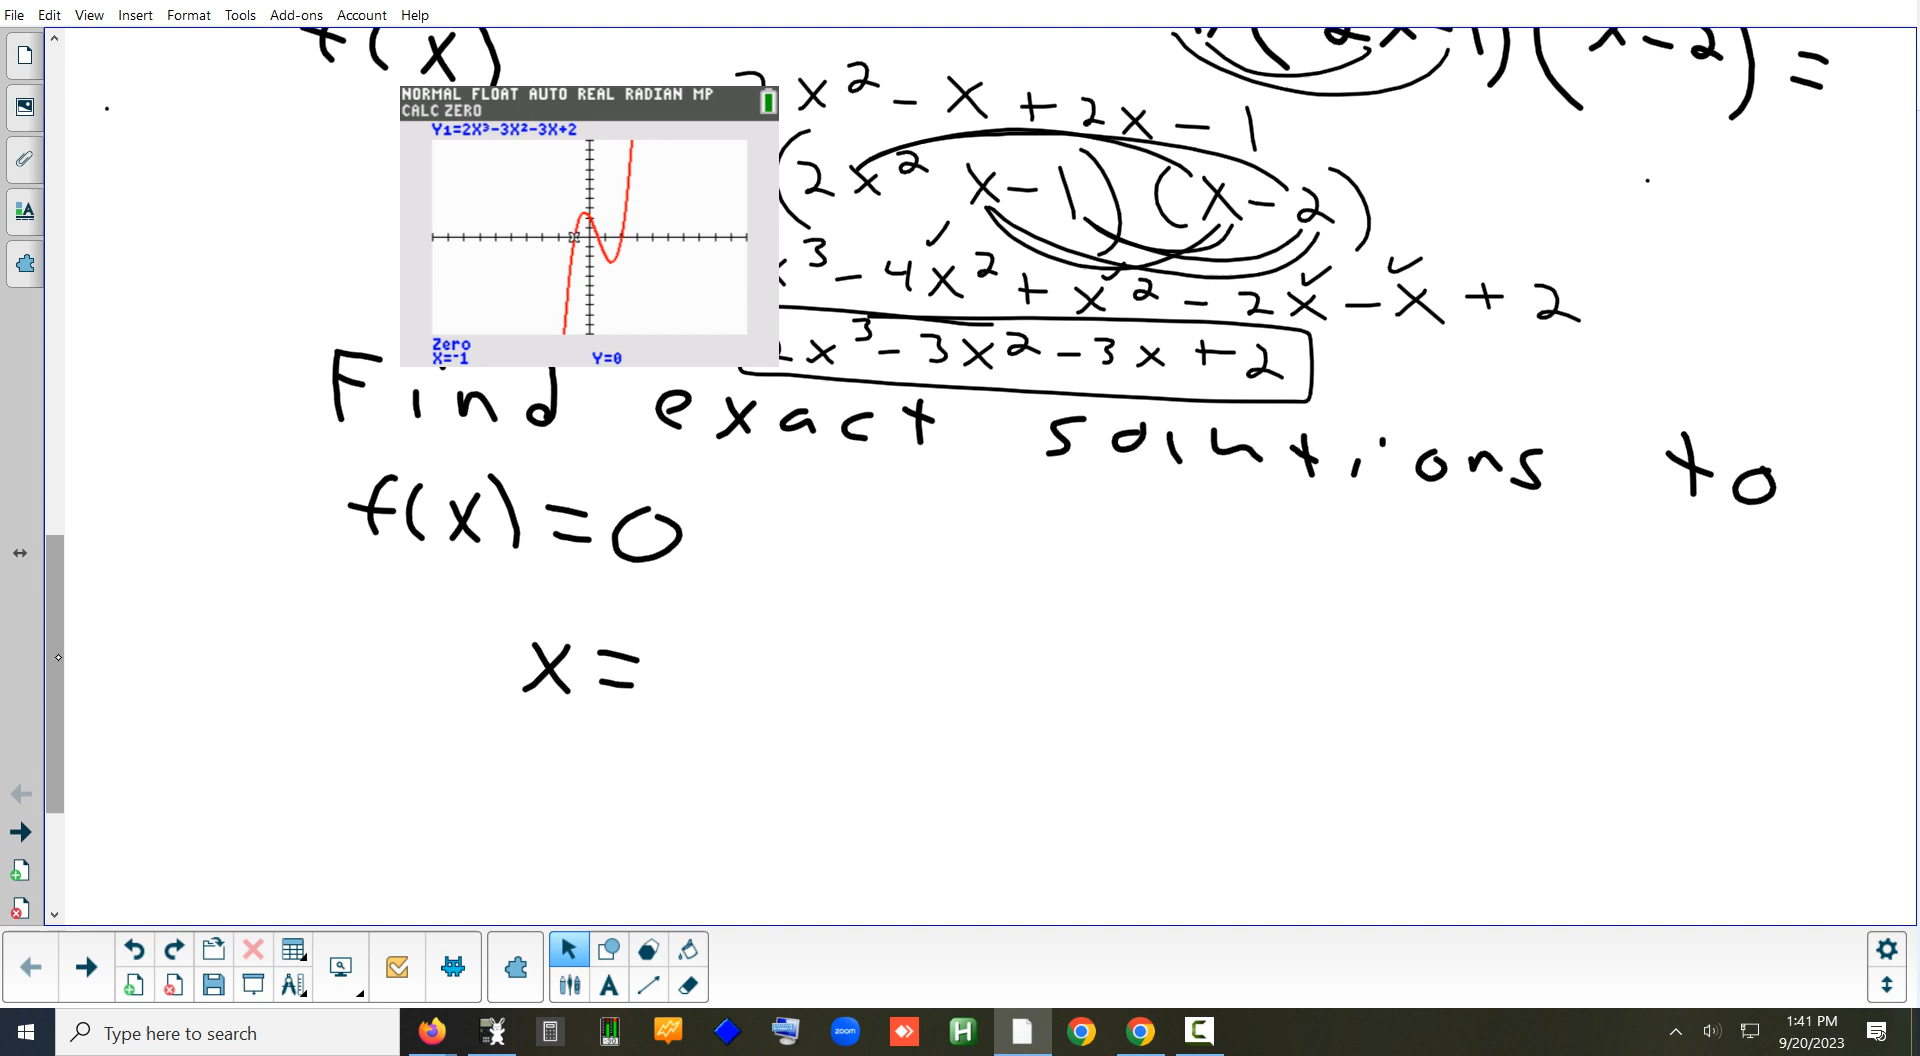 File Edit View Insert Format Tools Add-ons Account Help
f(x)
(2x-1)(x-2) =
2x² - x + 2x - 1
NORMAL FLOAT AUTO REAL RADIAN MP
CALC ZERO
Y1=2X³-3X²-3X+2
(2x² x-1) (x-2)
x³ - 4x² + x² - 2x - x + 2
Zero
X=-1 Y=0
2x³ - 3x² - 3x + 2
Find exact solutions to
f(x) = 0
x =
A
zoom
H
C
-30
Type here to search
1:41 PM
9/20/2023